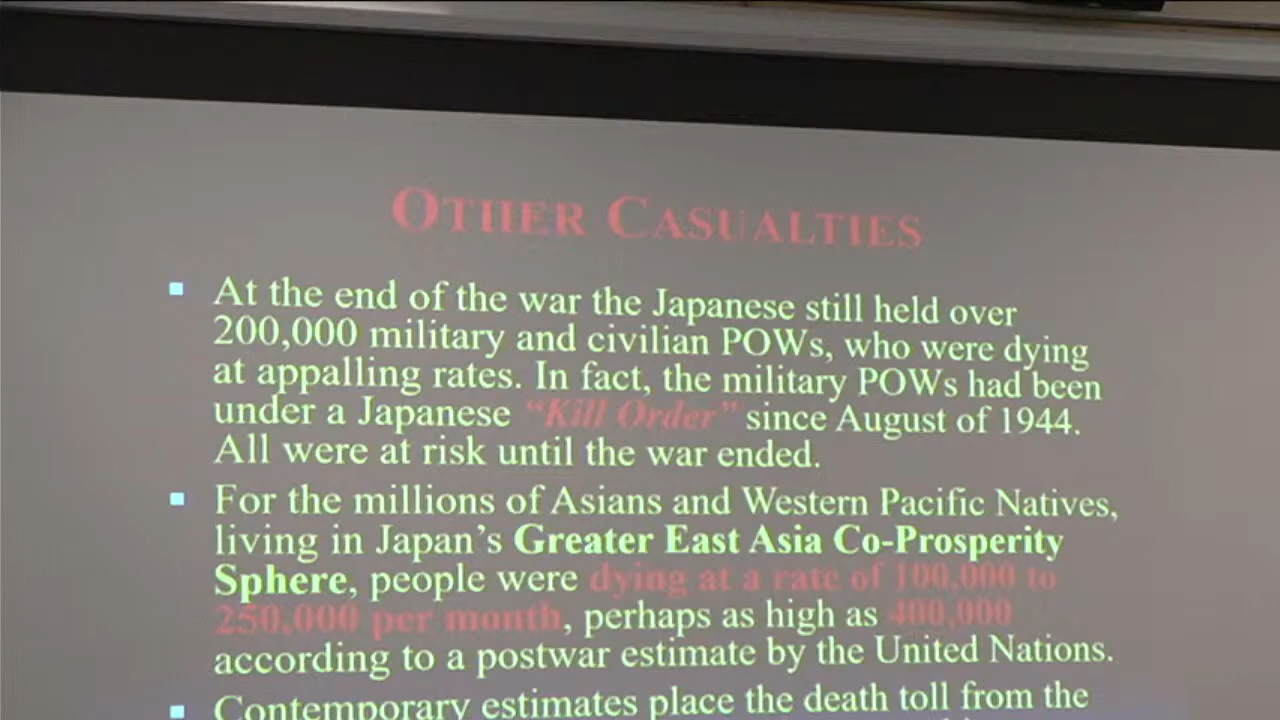 OTHER CASUALTIES
▪ At the end of the war the Japanese still held over
200,000 military and civilian POWs, who were dying
at appalling rates. In fact, the military POWs had been
under a Japanese “Kill Order” since August of 1944.
All were at risk until the war ended.
▪ For the millions of Asians and Western Pacific Natives,
living in Japan’s Greater East Asia Co-Prosperity
Sphere, people were dying at a rate of 100,000 to
250,000 per month, perhaps as high as 400,000
according to a postwar estimate by the United Nations.
▪ Contemporary estimates place the death toll from the